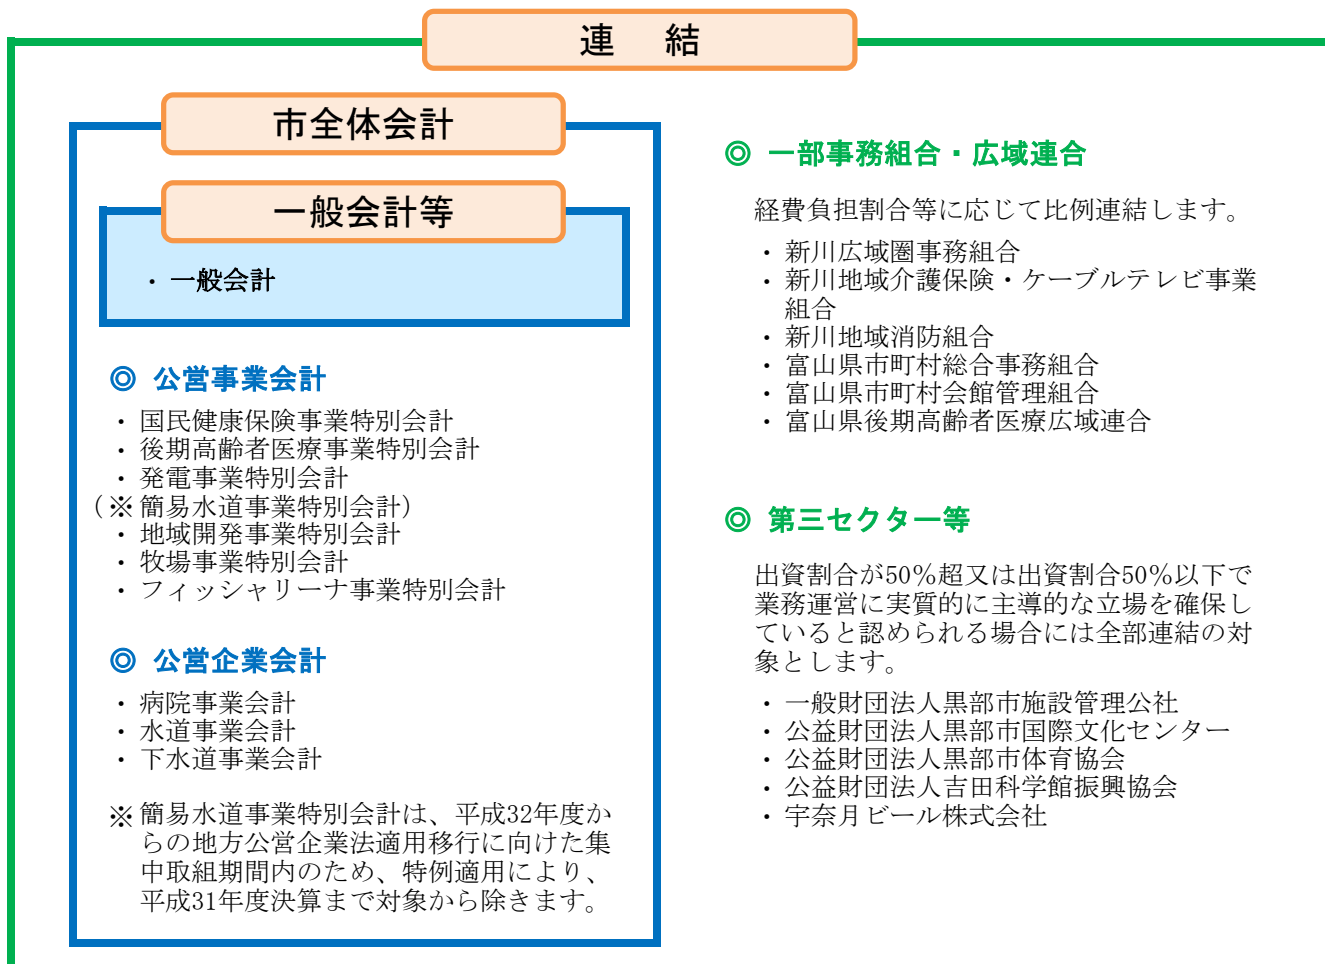 連 結
市全体会計
一般会計等
・ 一般会計
◎ 公営事業会計
・ 国民健康保険事業特別会計
・ 後期高齢者医療事業特別会計
・ 発電事業特別会計
（※ 簡易水道事業特別会計）
・ 地域開発事業特別会計
・ 牧場事業特別会計
・ フィッシャリーナ事業特別会計
◎ 公営企業会計
・ 病院事業会計
・ 水道事業会計
・ 下水道事業会計
※ 簡易水道事業特別会計は、平成32年度か
らの地方公営企業法適用移行に向けた集
中取組期間内のため、特例適用により、
平成31年度決算まで対象から除きます。
◎ 一部事務組合・広域連合
経費負担割合等に応じて比例連結します。
・ 新川広域圏事務組合
・ 新川地域介護保険・ケーブルテレビ事業
組合
・ 新川地域消防組合
・ 富山県市町村総合事務組合
・ 富山県市町村会館管理組合
・ 富山県後期高齢者医療広域連合
◎ 第三セクター等
出資割合が50％超又は出資割合50％以下で
業務運営に実質的に主導的な立場を確保し
ていると認められる場合には全部連結の対
象とします。
・ 一般財団法人黒部市施設管理公社
・ 公益財団法人黒部市国際文化センター
・ 公益財団法人黒部市体育協会
・ 公益財団法人吉田科学館振興協会
・ 宇奈月ビール株式会社